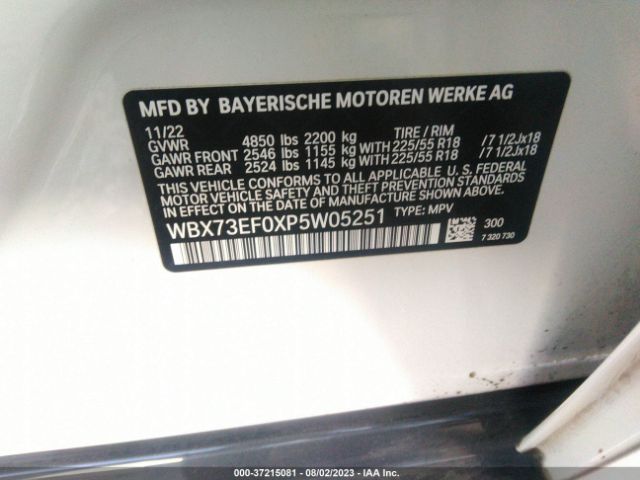 MFD BY BAYERISCHE MOTOREN WERKE AG
11/22 TIRE / RIM
GVWR 4850 lbs 2200 kg
GAWR FRONT 2546 lbs 1155 kg WITH 225/55 R18 /7 1/2Jx18
GAWR REAR 2524 lbs 1145 kg WITH 225/55 R18 /7 1/2Jx18
THIS VEHICLE CONFORMS TO ALL APPLICABLE U. S. FEDERAL
MOTOR VEHICLE SAFETY, BUMPER, AND THEFT PREVENTION STANDARDS
IN EFFECT ON THE DATE OF MANUFACTURE SHOWN ABOVE.
WBX73EF0XP5W05251 TYPE: MPV
300
7 320 730
000-37215081 - 08/02/2023 - IAA Inc.